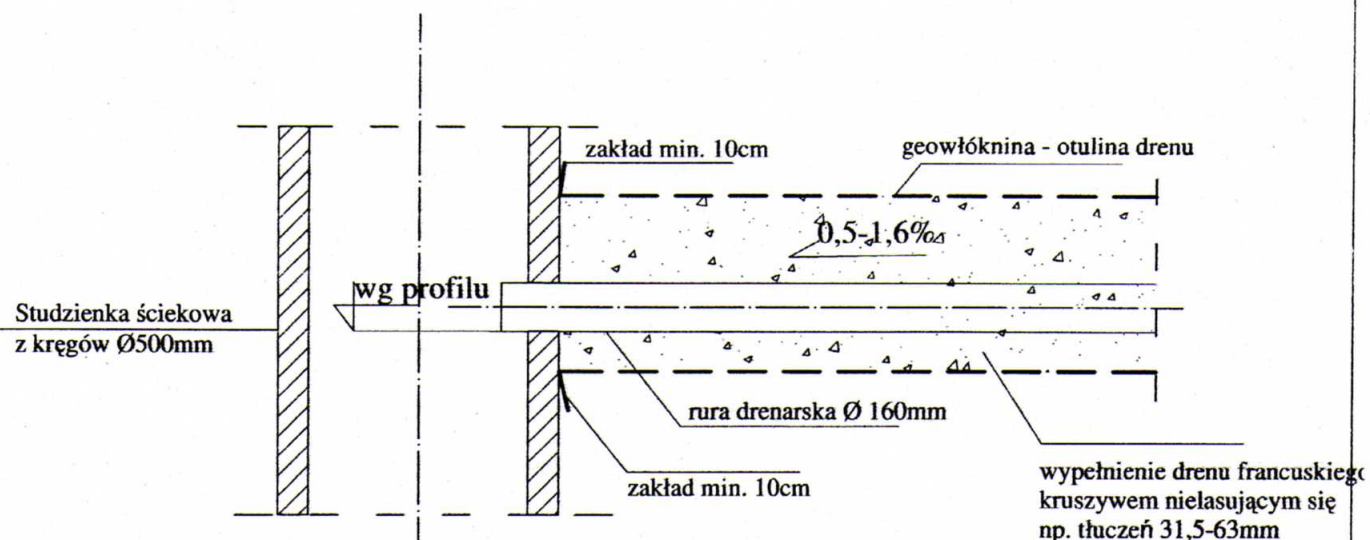 zakład min. 10cm
geowłóknina - otulina drenu
0,5-1,6%
wg profilu
Studzienka ściekowa
z kręgów Ø500mm
rura drenarska Ø 160mm
zakład min. 10cm
wypełnienie drenu francuskiego
kruszywem nielasującym się
np. tłuczeń 31,5-63mm